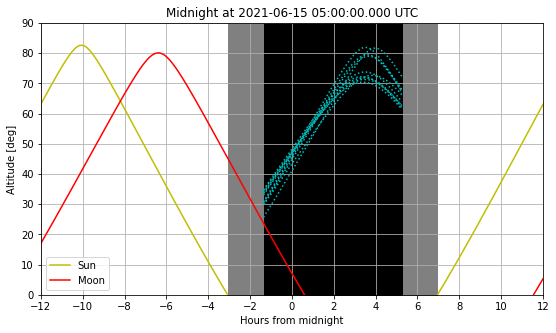 Midnight at 2021-06-15 05:00:00.000 UTC
90
80
70
60
50
40
30
20
10
0
Altitude [deg]
Sun
Moon
−12 −10 −8 −6 −4 −2 0 2 4 6 8 10 12
Hours from midnight